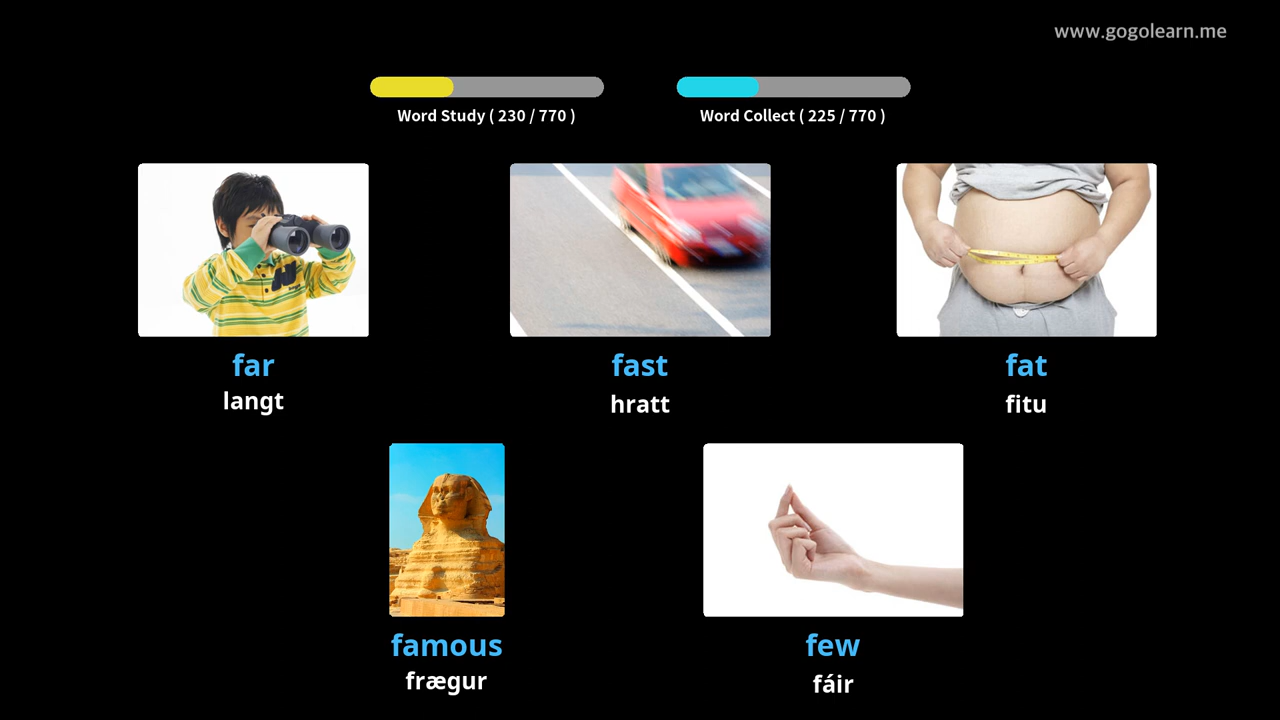 www.gogolearn.me
Word Study ( 230 / 770 )
Word Collect ( 225 / 770 )
far
langt
fast
hratt
fat
fitu
famous
frægur
few
fáir